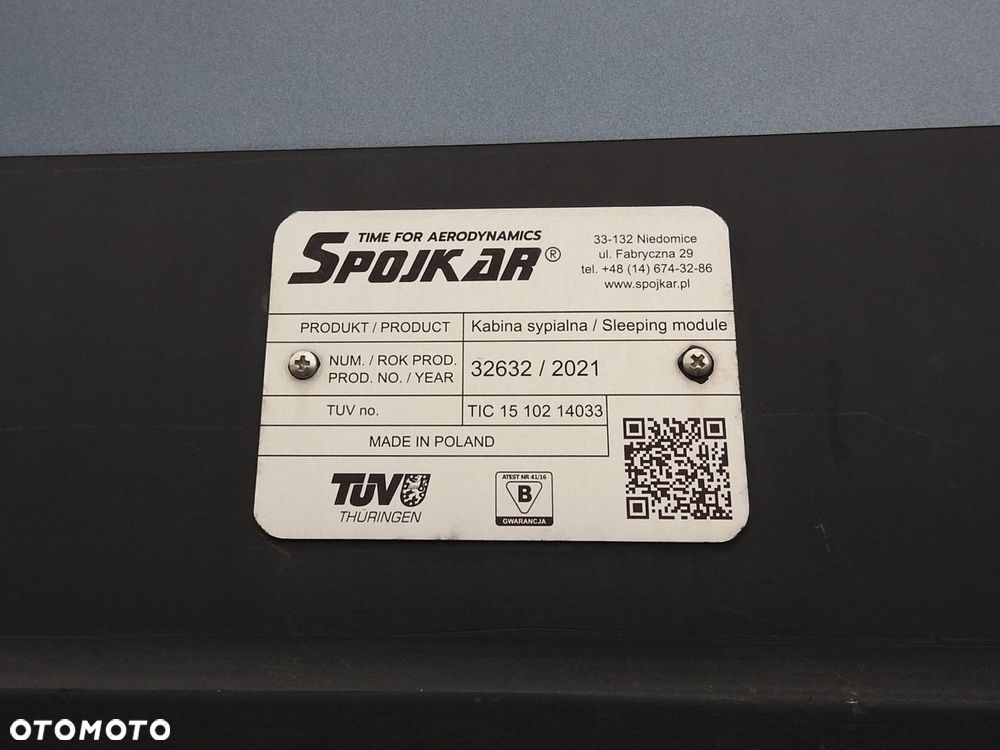 TIME FOR AERODYNAMICS
SPOJKAR®
33-132 Niedomice
ul. Fabryczna 29
tel. +48 (14) 674-32-86
www.spojkar.pl
PRODUKT / PRODUCT
Kabina sypialna / Sleeping module
NUM. / ROK PROD.
PROD. NO. / YEAR
32632 / 2021
TUV no.
TIC 15 102 14033
MADE IN POLAND
TÜV
THÜRINGEN
ATEST NR 41/16
B
GWARANCJA
OTOMOTO